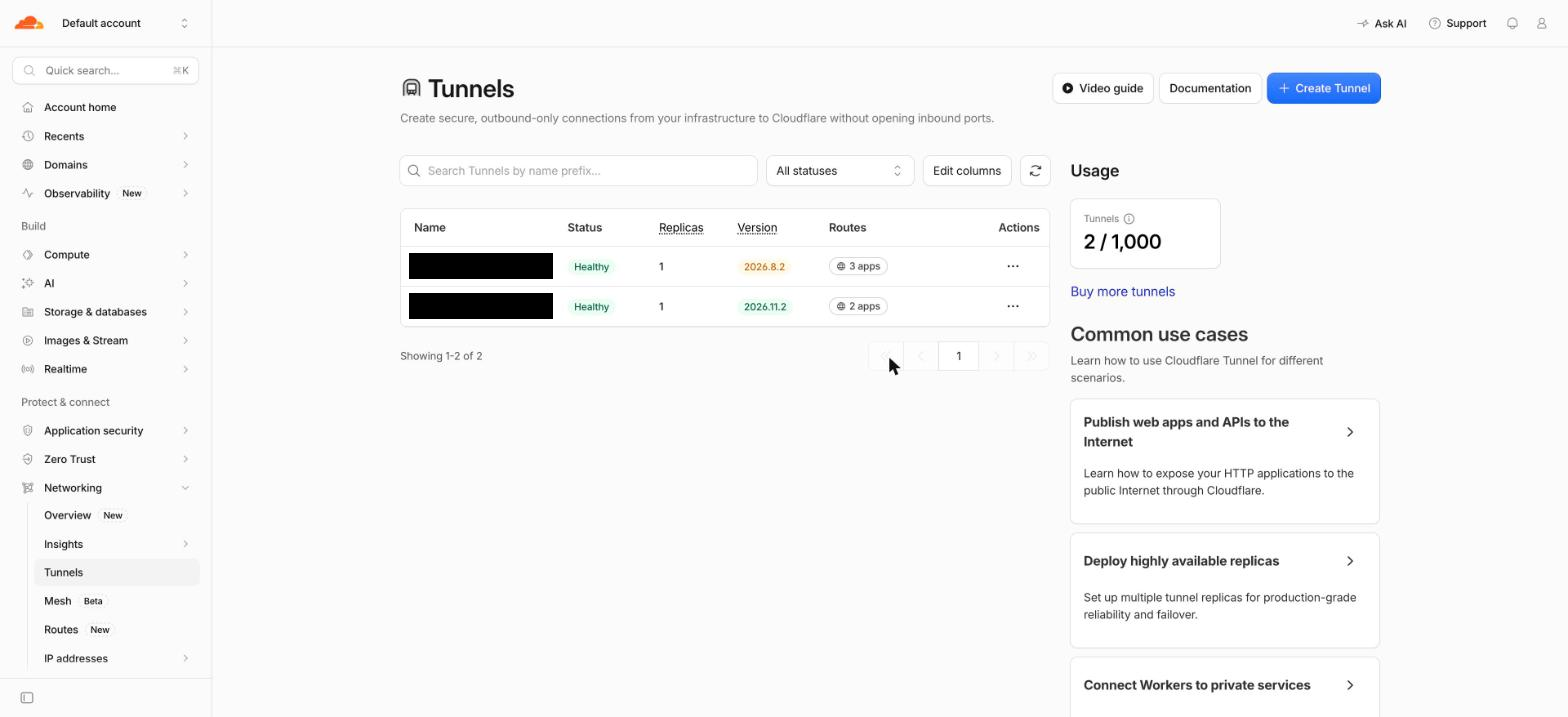 Default account
Ask AI
Support
Quick search...
⌘K
Account home
Recents
Domains
Observability New
Build
Compute
AI
Storage & databases
Images & Stream
Realtime
Protect & connect
Application security
Zero Trust
Networking
Overview New
Insights
Tunnels
Mesh Beta
Routes New
IP addresses
Tunnels
Video guide
Documentation
Create Tunnel
Create secure, outbound-only connections from your infrastructure to Cloudflare without opening inbound ports.
Search Tunnels by name prefix...
All statuses
Edit columns
Name Status Replicas Version Routes Actions
Healthy 1 2026.8.2 3 apps ...
Healthy 1 2026.11.2 2 apps ...
Showing 1-2 of 2
1
Usage
Tunnels
2 / 1,000
Buy more tunnels
Common use cases
Learn how to use Cloudflare Tunnel for different
scenarios.
Publish web apps and APIs to the
Internet
Learn how to expose your HTTP applications to the
public Internet through Cloudflare.
Deploy highly available replicas
Set up multiple tunnel replicas for production-grade
reliability and failover.
Connect Workers to private services